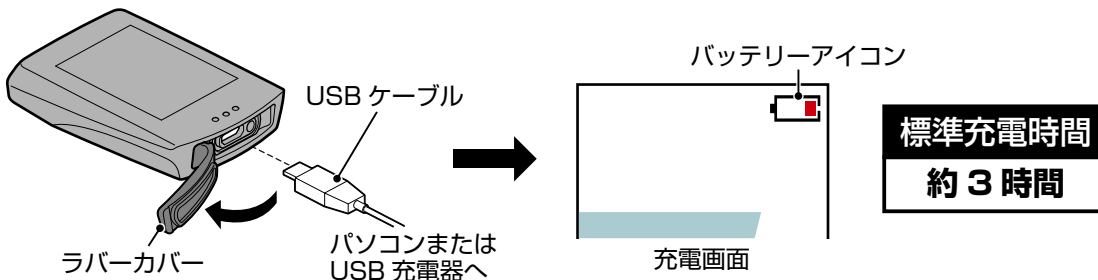 USB ケーブル
ラバーカバー
パソコンまたは
USB 充電器へ
バッテリーアイコン
充電画面
標準充電時間
約 3 時間